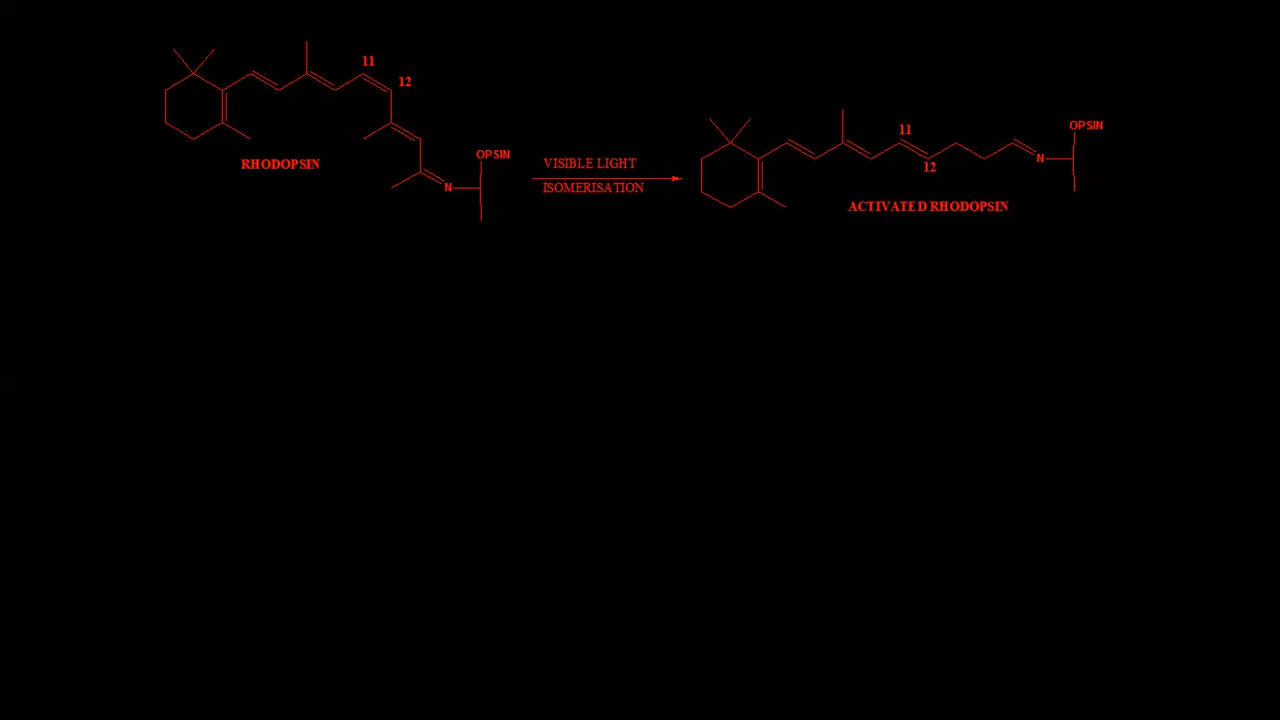 11
12
OPSIN
RHODOPSIN
N
VISIBLE LIGHT
ISOMERISATION
11
12
OPSIN
N
ACTIVATED RHODOPSIN